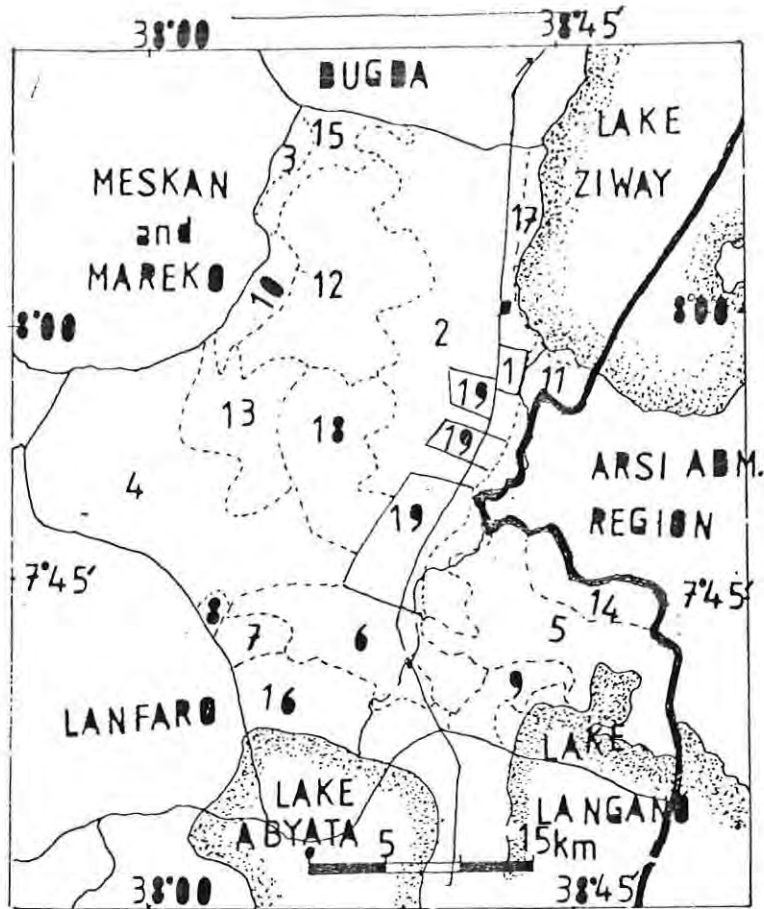 38°00 38°45'
BUGDA
LAKE
ZIWAY
15
3
MESKAN
and
MAREKO
17
10 12
8°00 8°00
2
1
11
19
13 18 19
ARSI ADM.
REGION
4
19
7°45' 7°45'
14
8
7 6 5
9
16
LANFARO
LAKE
LANGANO
LAKE
ABYATA
5 15km
38°00 38°45'